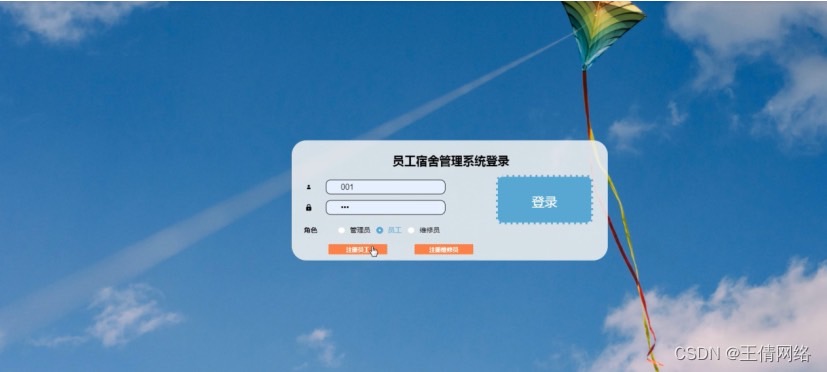 员工宿舍管理系统登录
001
•••
登录
角色 管理员 员工 维修员
注册员工 注册维修员
CSDN @王倩网络